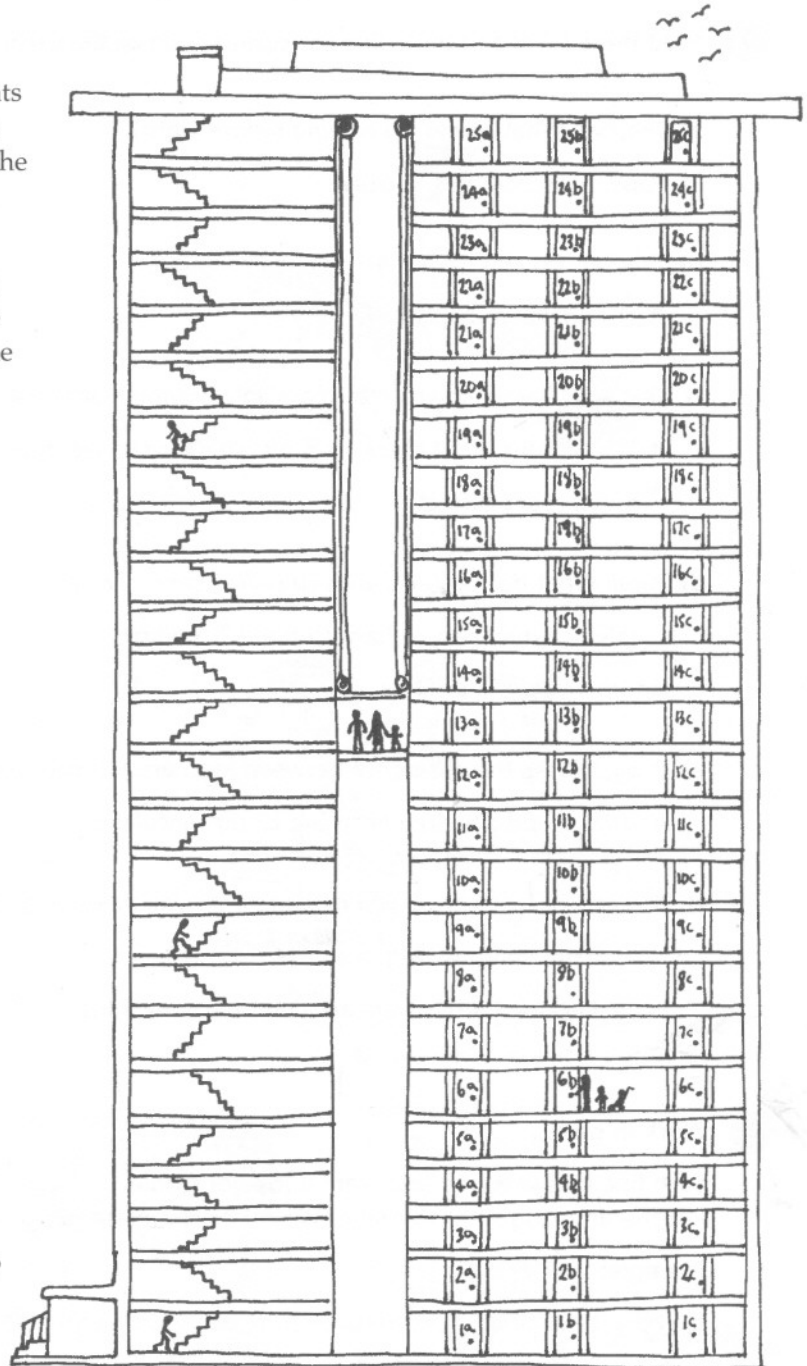 ts
he
e
25a 25b 25c
24a 24b 24c
23a 23b 23c
22a 22b 22c
21a 21b 21c
20a 20b 20c
19a 19b 19c
18a 18b 18c
17a 18b 17c
16a 16b 16c
15a 15b 15c
14a 14b 14c
13a 13b 13c
12a 12b 12c
11a 11b 11c
10a 10b 10c
9a 9b 9c
8a 8b 8c
7a 7b 7c
6a 6b 6c
5a 5b 5c
4a 4b 4c
3a 3b 3c
2a 2b 2c
1a 1b 1c